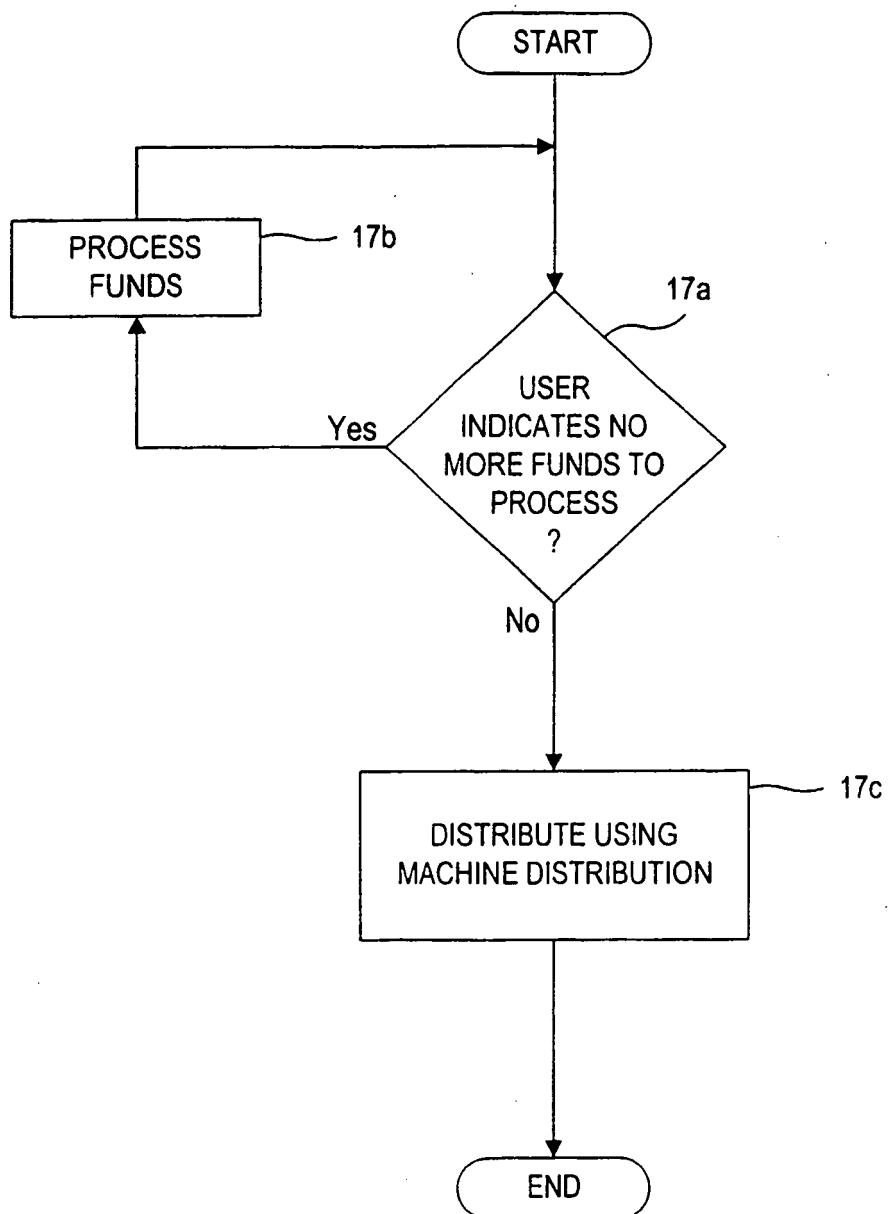 START
PROCESS
FUNDS
17b
17a
USER
INDICATES NO
MORE FUNDS TO
PROCESS
?
Yes
No
DISTRIBUTE USING
MACHINE DISTRIBUTION
17c
END